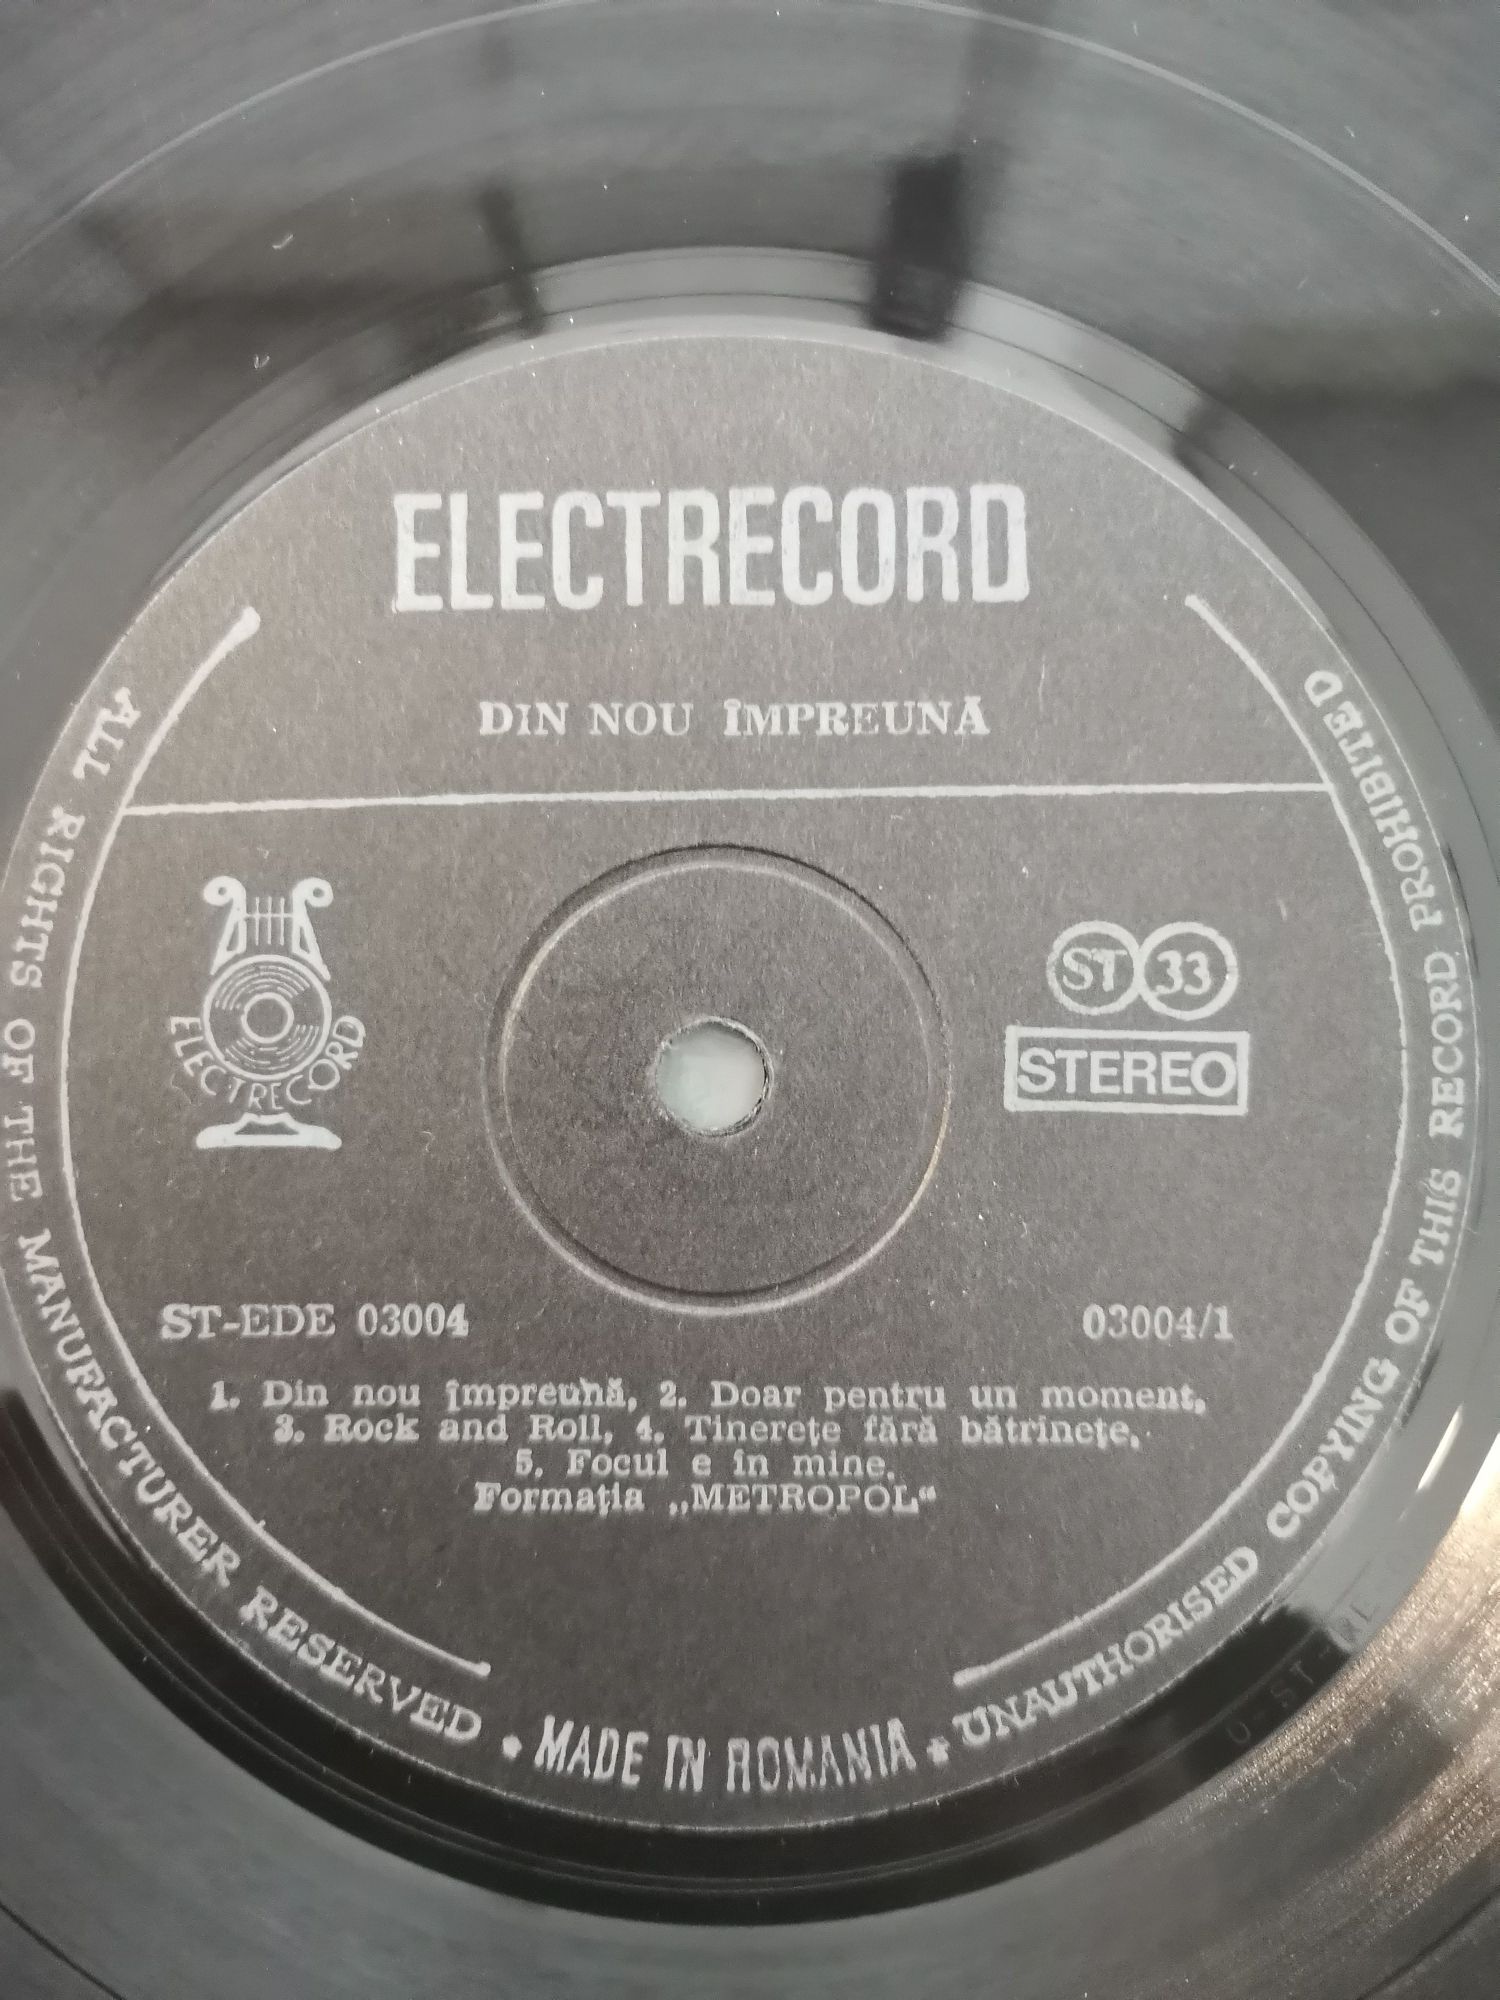 ELECTRECORD
DIN NOU ÎMPREUNĂ
ELECTRECORD
ST 33
STEREO
ST-EDE 03004
03004/1
1. Din nou împreună, 2. Doar pentru un moment,
3. Rock and Roll, 4. Tinerețe fără bătrînețe,
5. Focul e în mine.
Formația „METROPOL“
ALL RIGHTS OF THE MANUFACTURER RESERVED * MADE IN ROMANIA * UNAUTHORISED COPYING OF THIS RECORD PROHIBITED